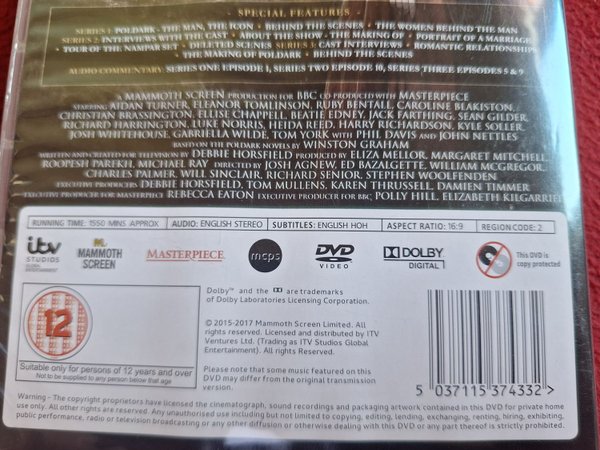 SPECIAL FEATURES
SERIES 1: POLDARK - THE MAN, THE ICON • BEHIND THE SCENES • THE WOMEN BEHIND THE MAN
SERIES 2: INTERVIEWS WITH THE CAST • ABOUT THE SHOW • THE MAKING OF • PORTRAIT OF A MARRIAGE
TOUR OF THE NAMPARA SET • DELETED SCENES SERIES 3: CAST INTERVIEWS • ROMANTIC RELATIONSHIPS
THE MAKING OF POLDARK • BEHIND THE SCENES
AUDIO COMMENTARY: SERIES ONE EPISODE 1, SERIES TWO EPISODE 10, SERIES THREE EPISODES 5 & 9
A MAMMOTH SCREEN PRODUCTION FOR BBC CO-PRODUCED WITH MASTERPIECE
STARRING AIDAN TURNER, ELEANOR TOMLINSON, RUBY BENTALL, CAROLINE BLAKISTON,
CHRISTIAN BRASSINGTON, ELLISE CHAPPELL, BEATIE EDNEY, JACK FARTHING, SEAN GILDER,
RICHARD HARRINGTON, LUKE NORRIS, HEIDA REED, HARRY RICHARDSON, KYLE SOLLER,
JOSH WHITEHOUSE, GABRIELLA WILDE, TOM YORK WITH PHIL DAVIS AND JOHN NETTLES
BASED ON THE POLDARK NOVELS BY WINSTON GRAHAM
WRITTEN AND CREATED FOR TELEVISION BY DEBBIE HORSFIELD PRODUCED BY ELIZA MELLOR, MARGARET MITCHELL,
ROOPESH PAREKH, MICHAEL RAY DIRECTED BY JOSH AGNEW, ED BAZALGETTE, WILLIAM MCGREGOR,
CHARLES PALMER, WILL SINCLAIR, RICHARD SENIOR, STEPHEN WOOLFENDEN
EXECUTIVE PRODUCERS DEBBIE HORSFIELD, TOM MULLENS, KAREN THRUSSELL, DAMIEN TIMMER
EXECUTIVE PRODUCER FOR MASTERPIECE REBECCA EATON EXECUTIVE PRODUCER FOR BBC POLLY HILL, ELIZABETH KILGARRIFF
RUNNING TIME: 1550 MINS APPROX AUDIO: ENGLISH STEREO SUBTITLES: ENGLISH HOH ASPECT RATIO: 16:9 REGION CODE: 2
itv STUDIOS GLOBAL ENTERTAINMENT
MAMMOTH SCREEN
MASTERPIECE
mcps
DVD VIDEO
DOLBY DIGITAL
This DVD is copy protected
Dolby™ and the are trademarks
of Dolby Laboratories Licensing Corporation.
12
Suitable only for persons of 12 years and over
Not to be supplied to any person below that age
© 2015-2017 Mammoth Screen Limited. All
rights reserved. Licensed and distributed by ITV
Ventures Ltd. (Trading as ITV Studios Global
Entertainment). All rights Reserved.
Please note that some music featured on this
DVD may differ from the original transmission
version.
5 037115 374332 >
Warning - The copyright proprietors have licensed the cinematograph, sound recordings and packaging artwork contained in this DVD for private home
use only. All other rights are reserved. Any unauthorised use including but not limited to copying, editing, lending, exchanging, renting, hiring, exhibiting,
public performance, radio or television broadcasting or any other diffusion or otherwise dealing with this DVD or any part thereof is strictly prohibited.